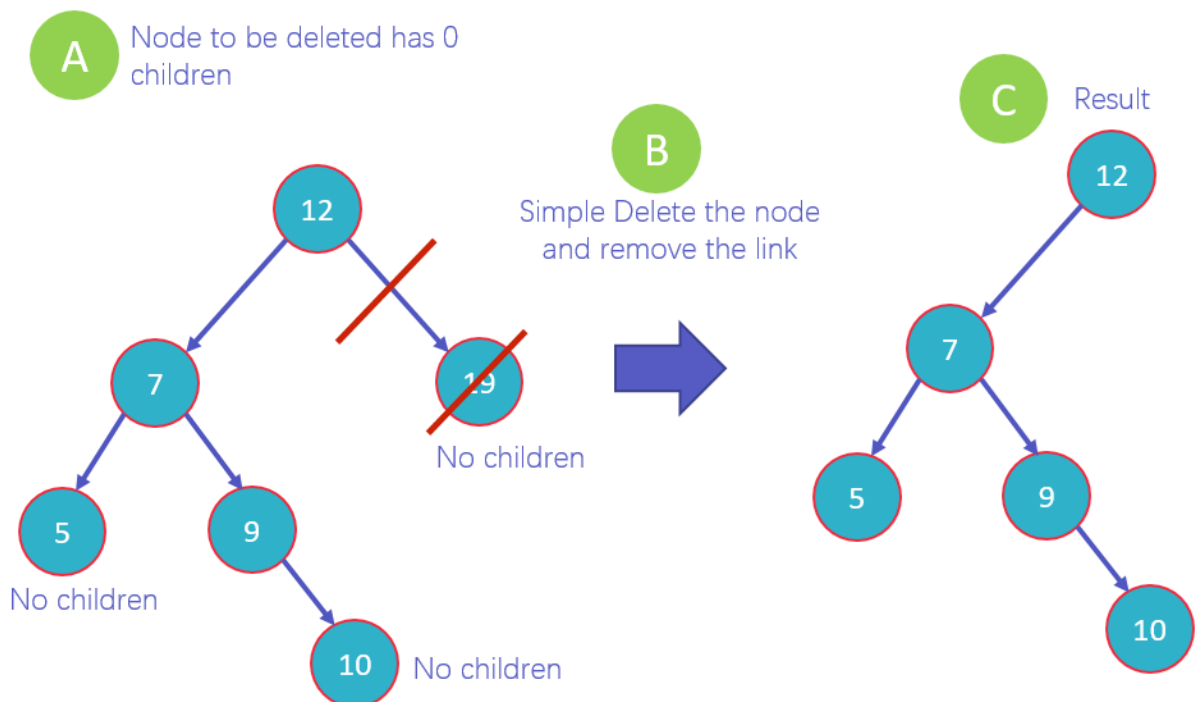 A
Node to be deleted has 0
children
12
7
19
No children
5
9
No children
10
No children
B
Simple Delete the node
and remove the link
C
Result
12
7
5
9
10